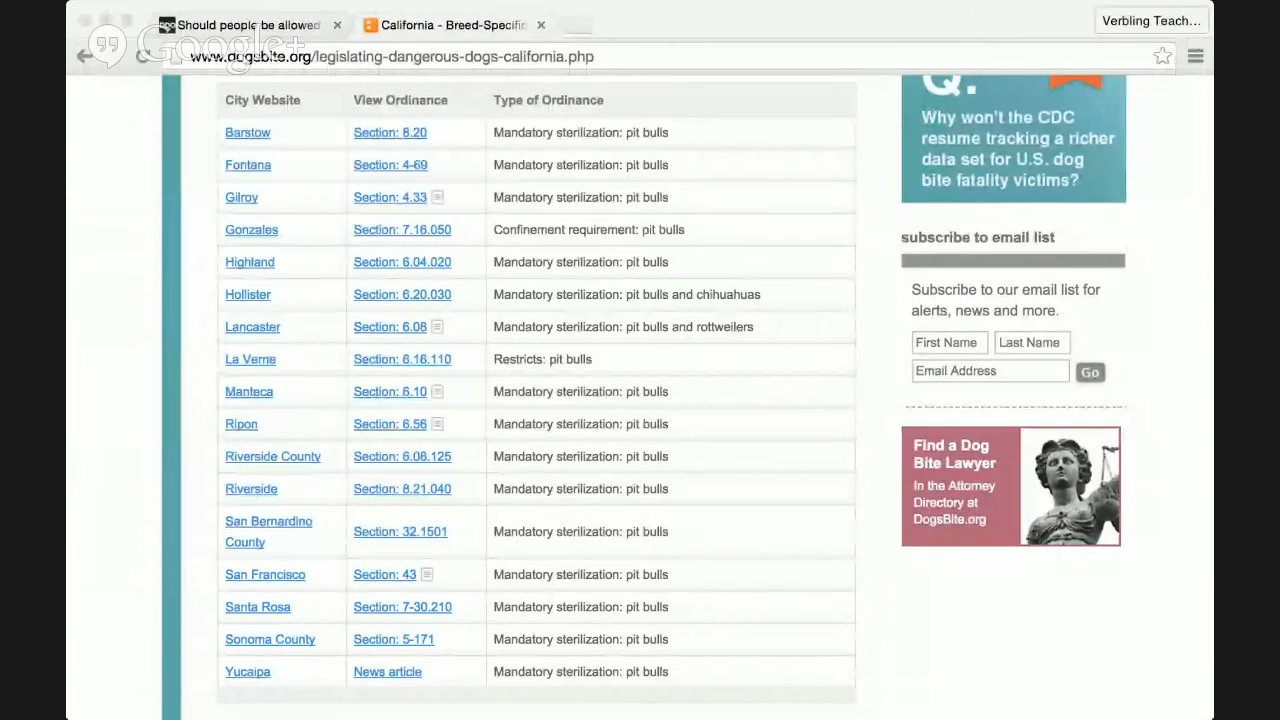 Should people be allowed
California - Breed-Specific
Verbling Teach...
Google+
www.dogsbite.org/legislating-dangerous-dogs-california.php
City Website View Ordinance Type of Ordinance
Barstow Section: 8.20 Mandatory sterilization: pit bulls
Fontana Section: 4-69 Mandatory sterilization: pit bulls
Gilroy Section: 4.33 Mandatory sterilization: pit bulls
Gonzales Section: 7.16.050 Confinement requirement: pit bulls
Highland Section: 6.04.020 Mandatory sterilization: pit bulls
Hollister Section: 6.20.030 Mandatory sterilization: pit bulls and chihuahuas
Lancaster Section: 6.08 Mandatory sterilization: pit bulls and rottweilers
La Verne Section: 6.16.110 Restricts: pit bulls
Manteca Section: 6.10 Mandatory sterilization: pit bulls
Ripon Section: 6.56 Mandatory sterilization: pit bulls
Riverside County Section: 6.08.125 Mandatory sterilization: pit bulls
Riverside Section: 8.21.040 Mandatory sterilization: pit bulls
San Bernardino
County Section: 32.1501 Mandatory sterilization: pit bulls
San Francisco Section: 43 Mandatory sterilization: pit bulls
Santa Rosa Section: 7-30.210 Mandatory sterilization: pit bulls
Sonoma County Section: 5-171 Mandatory sterilization: pit bulls
Yucaipa News article Mandatory sterilization: pit bulls
Q.
Why won't the CDC
resume tracking a richer
data set for U.S. dog
bite fatality victims?
subscribe to email list
Subscribe to our email list for
alerts, news and more.
First Name Last Name
Email Address Go
Find a Dog
Bite Lawyer
In the Attorney
Directory at
DogsBite.org